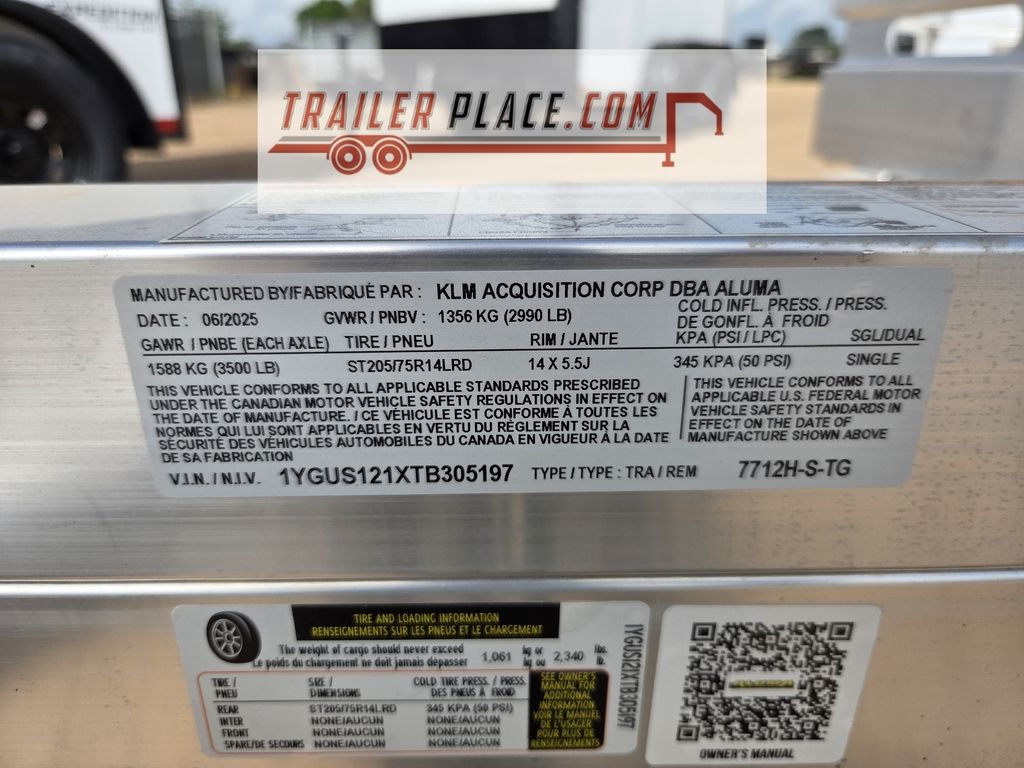 EXPEDITION
TRAILER PLACE.COM
MANUFACTURED BY/FABRIQUÉ PAR : KLM ACQUISITION CORP DBA ALUMA
DATE : 06/2025 GVWR / PNBV : 1356 KG (2990 LB) COLD INFL. PRESS. / PRESS. DE GONFL. À FROID
GAWR / PNBE (EACH AXLE) TIRE / PNEU RIM / JANTE KPA (PSI / LPC) SGL/DUAL
1588 KG (3500 LB) ST205/75R14LRD 14 X 5.5J 345 KPA (50 PSI) SINGLE
THIS VEHICLE CONFORMS TO ALL APPLICABLE STANDARDS PRESCRIBED
UNDER THE CANADIAN MOTOR VEHICLE SAFETY REGULATIONS IN EFFECT ON
THE DATE OF MANUFACTURE. / CE VÉHICULE EST CONFORME À TOUTES LES
NORMES QUI LUI SONT APPLICABLES EN VERTU DU RÈGLEMENT SUR LA
SÉCURITÉ DES VÉHICULES AUTOMOBILES DU CANADA EN VIGUEUR À LA DATE
DE SA FABRICATION
THIS VEHICLE CONFORMS TO ALL
APPLICABLE U.S. FEDERAL MOTOR
VEHICLE SAFETY STANDARDS IN
EFFECT ON THE DATE OF
MANUFACTURE SHOWN ABOVE
V.I.N. / N.I.V. 1YGUS121XTB305197 TYPE / TYPE : TRA / REM 7712H-S-TG
TIRE AND LOADING INFORMATION
RENSEIGNEMENTS SUR LES PNEUS ET LE CHARGEMENT
The weight of cargo should never exceed 1,061 kg or 2,340 lbs.
Le poids du chargement ne doit jamais dépasser kg ou lb.
TIRE / SIZE / COLD TIRE PRESS. / PRESS.
PNEU DIMENSIONS DES PNEUS À FROID
REAR ST205/75R14LRD 345 KPA (50 PSI)
INTER NONE/AUCUN NONE/AUCUN
FRONT NONE/AUCUN NONE/AUCUN
SPARE/DE SECOURS NONE/AUCUN NONE/AUCUN
SEE OWNER'S
MANUAL FOR
ADDITIONAL
INFORMATION
VOIR LE MANUEL
DE L'USAGER
POUR PLUS DE
RENSEIGNEMENTS
1YGUS121XTB305197
OWNER'S MANUAL